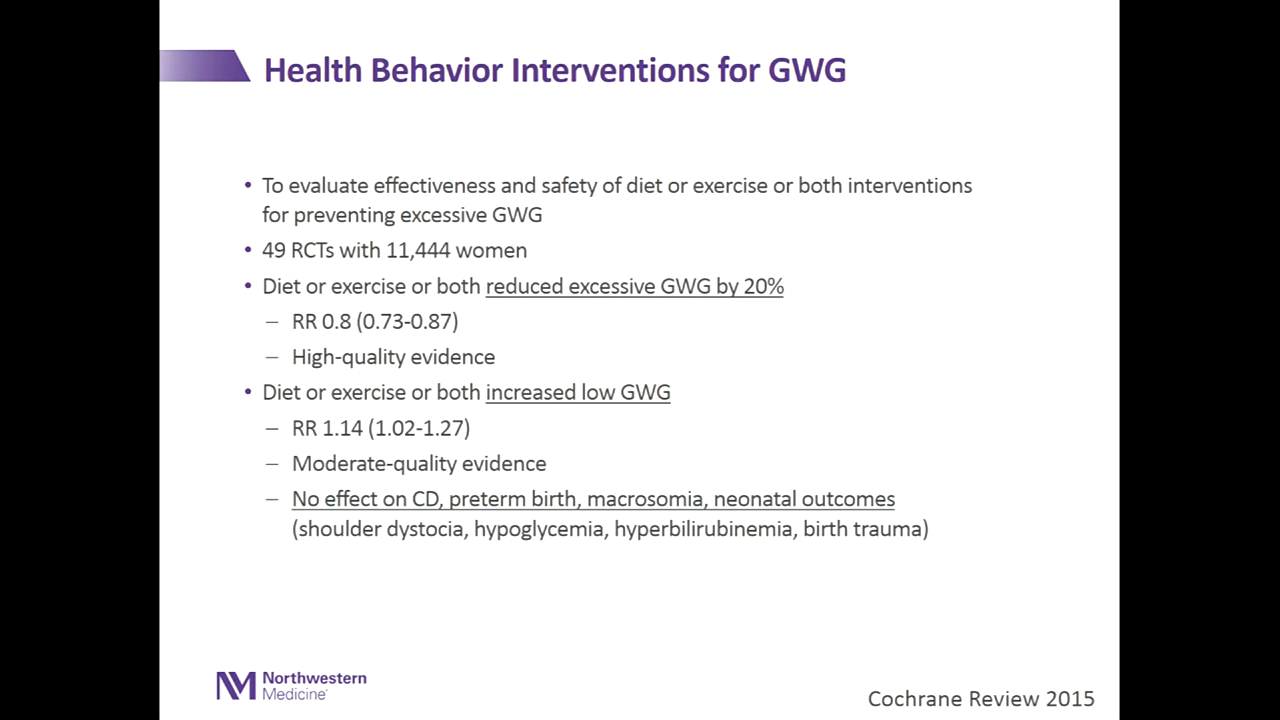 Health Behavior Interventions for GWG
• To evaluate effectiveness and safety of diet or exercise or both interventions
for preventing excessive GWG
• 49 RCTs with 11,444 women
• Diet or exercise or both reduced excessive GWG by 20%
– RR 0.8 (0.73-0.87)
– High-quality evidence
• Diet or exercise or both increased low GWG
– RR 1.14 (1.02-1.27)
– Moderate-quality evidence
– No effect on CD, preterm birth, macrosomia, neonatal outcomes
(shoulder dystocia, hypoglycemia, hyperbilirubinemia, birth trauma)
NM Northwestern
Medicine
Cochrane Review 2015